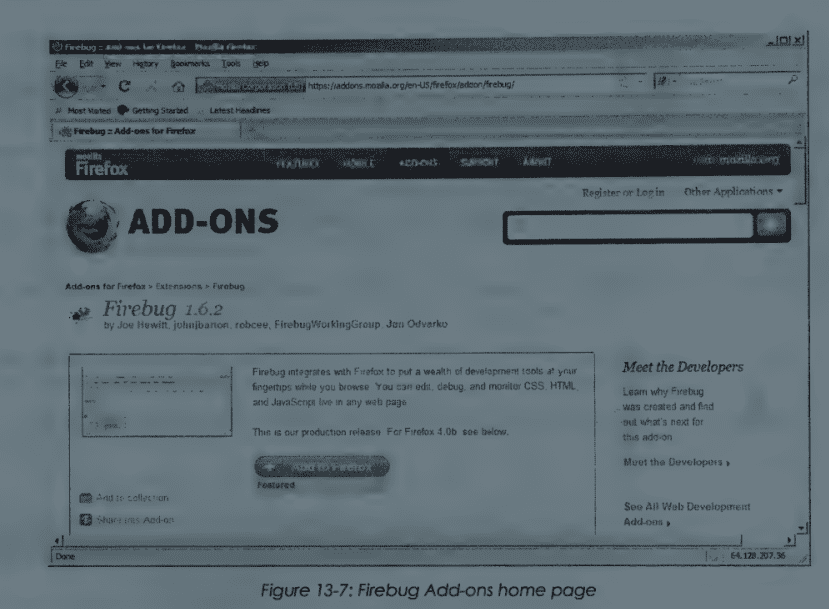 Firebug :: Add-ons for Firefox - Mozilla Firefox
File Edit View History Bookmarks Tools Help
https://addons.mozilla.org/en-US/firefox/addon/firebug/
Most Visited Getting Started Latest Headlines
Firebug :: Add-ons for Firefox
mozilla
Firefox
FEATURES MOBILE ADD-ONS SUPPORT ABOUT
mozilla.org
Register or Log in Other Applications
ADD-ONS
Add-ons for Firefox » Extensions » Firebug
Firebug 1.6.2
by Joe Hewitt, johnjbarton, robcee, FirebugWorkingGroup, Jan Odvarko
Firebug integrates with Firefox to put a wealth of development tools at your
fingertips while you browse. You can edit, debug, and monitor CSS, HTML,
and JavaScript live in any web page
This is our production release. For Firefox 4.0b see below.
+ Add to Firefox
Featured
Add to collection
Share this Add-on
Meet the Developers
Learn why Firebug
was created and find
out what's next for
this add-on
Meet the Developers
See All Web Development
Add-ons
Done
64.128.207.56
Figure 13-7: Firebug Add-ons home page